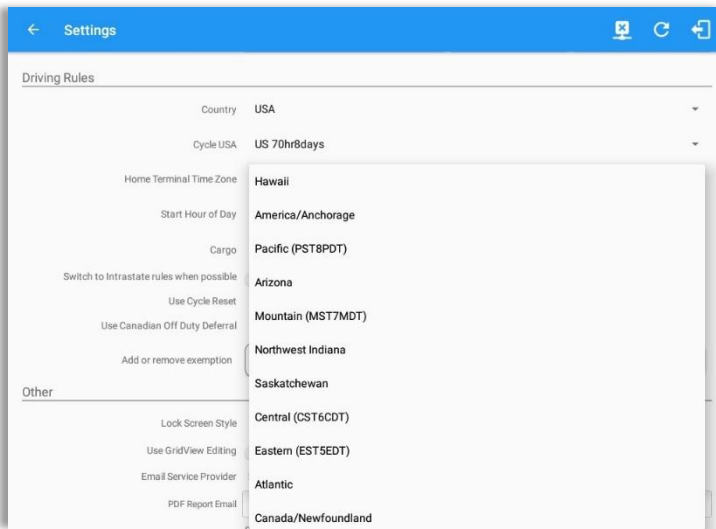 Settings
Driving Rules
Country USA
Cycle USA US 70hr8days
Home Terminal Time Zone
Hawaii
Start Hour of Day
America/Anchorage
Cargo
Pacific (PST8PDT)
Switch to Intrastate rules when possible
Arizona
Use Cycle Reset
Mountain (MST7MDT)
Use Canadian Off Duty Deferral
Northwest Indiana
Add or remove exemption
Saskatchewan
Other
Central (CST6CDT)
Lock Screen Style
Eastern (EST5EDT)
Use GridView Editing
Atlantic
Email Service Provider
Canada/Newfoundland
PDF Report Email